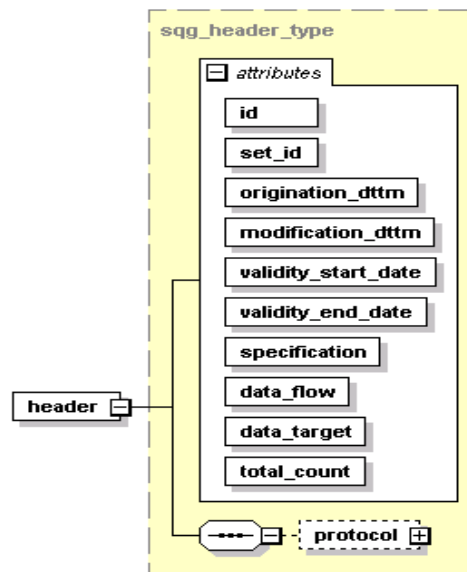 sqg_header_type
attributes
id
set_id
origination_dttm
modification_dttm
validity_start_date
validity_end_date
specification
data_flow
header
data_target
total_count
protocol